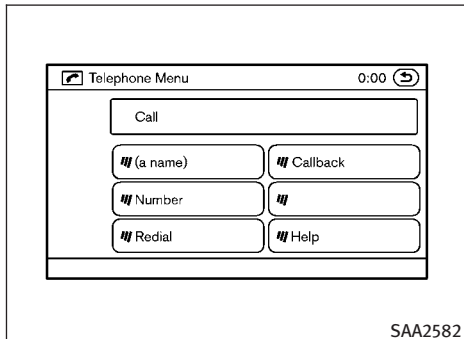 Telephone Menu 0:00
Call
(a name) Callback
Number
Redial Help
SAA2582